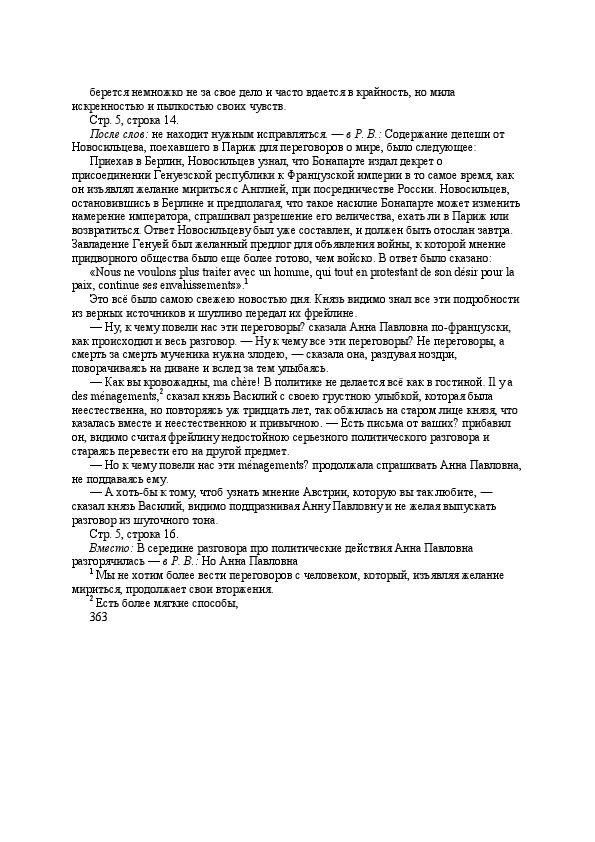 берется немножко не за свое дело и часто вдается в крайность, но мила
искренностью и пылкостью своих чувств.
Стр. 5, строка 14.
После слов: не находит нужным исправляться. — в Р. В.: Содержание депеши от
Новосильцева, поехавшего в Париж для переговоров о мире, было следующее:
Приехав в Берлин, Новосильцев узнал, что Бонапарте издал декрет о
присоединении Генуезской республики к Французской империи в то самое время, как
он изъявлял желание мириться с Англией, при посредничестве России. Новосильцев,
остановившись в Берлине и предполагая, что такое насилие Бонапарте может изменить
намерение императора, спрашивал разрешение его величества, ехать ли в Париж или
возвратиться. Ответ Новосильцеву был уже составлен, и должен быть отослан завтра.
Завладение Генуей был желанный предлог для объявления войны, к которой мнение
придворного общества было еще более готово, чем войско. В ответ было сказано:
«Nous ne voulons plus traiter avec un homme, qui tout en protestant de son désir pour la
paix, continue ses envahissements».1
Это всё было самою свежею новостью дня. Князь видимо знал все эти подробности
из верных источников и шутливо передал их фрейлине.
— Ну, к чему повели нас эти переговоры? сказала Анна Павловна по-французски,
как происходил и весь разговор. — Ну к чему все эти переговоры? Не переговоры, а
смерть за смерть мученика нужна злодею, — сказала она, раздувая ноздри,
поворачиваясь на диване и вслед за тем улыбаясь.
— Как вы кровожадны, ma chère! В политике не делается всё как в гостиной. Il y a
des ménagements,2 сказал князь Василий с своею грустною улыбкой, которая была
неестественна, но повторяясь уж тридцать лет, так обжилась на старом лице князя, что
казалась вместе и неестественною и привычною. — Есть письма от ваших? прибавил
он, видимо считая фрейлину недостойною серьезного политического разговора и
стараясь перевести его на другой предмет.
— Но к чему повели нас эти ménagements? продолжала спрашивать Анна Павловна,
не поддаваясь ему.
— А хоть-бы к тому, чтоб узнать мнение Австрии, которую вы так любите, —
сказал князь Василий, видимо поддразнивая Анну Павловну и не желая выпускать
разговор из шуточного тона.
Стр. 5, строка 16.
Вместо: В середине разговора про политические действия Анна Павловна
разгорячилась — в Р. В.: Но Анна Павловна
1 Мы не хотим более вести переговоров с человеком, который, изъявляя желание
мириться, продолжает свои вторжения.
2 Есть более мягкие способы,
363